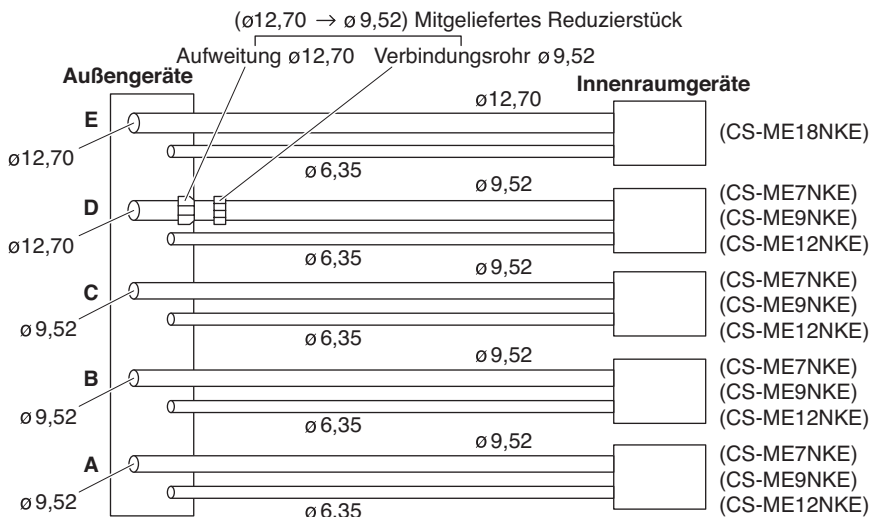 (ø12,70 → ø 9,52) Mitgeliefertes Reduzierstück
Aufweitung ø12,70 Verbindungsrohr ø 9,52
Außengeräte
Innenraumgeräte
E
ø12,70
ø12,70
ø 6,35
(CS-ME18NKE)
D
ø12,70
ø 9,52
ø 6,35
(CS-ME7NKE)
(CS-ME9NKE)
(CS-ME12NKE)
C
ø 9,52
ø 9,52
ø 6,35
(CS-ME7NKE)
(CS-ME9NKE)
(CS-ME12NKE)
B
ø 9,52
ø 9,52
ø 6,35
(CS-ME7NKE)
(CS-ME9NKE)
(CS-ME12NKE)
A
ø 9,52
ø 9,52
ø 6,35
(CS-ME7NKE)
(CS-ME9NKE)
(CS-ME12NKE)